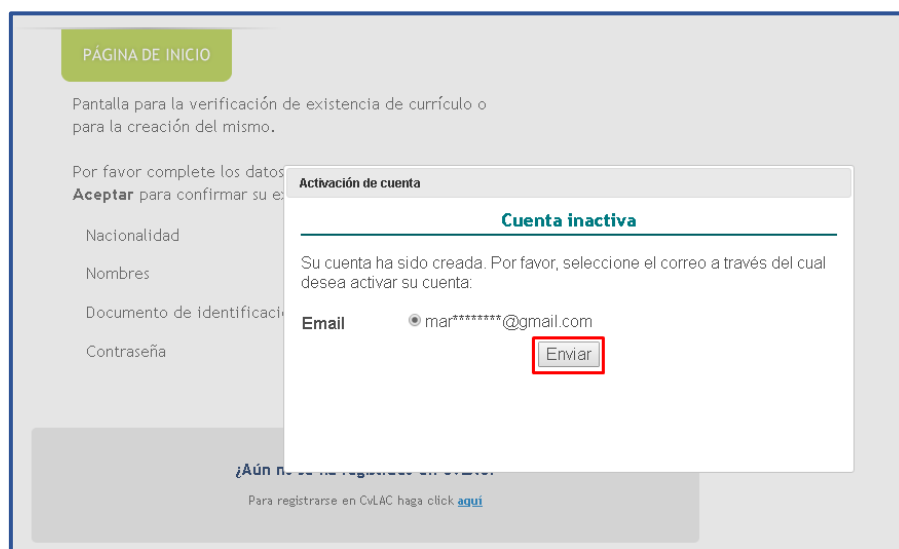 PÁGINA DE INICIO
Pantalla para la verificación de existencia de currículo o
para la creación del mismo.
Por favor complete los datos
Aceptar para confirmar su
Nacionalidad
Nombres
Documento de
Contraseña
Activación de cuenta
Cuenta inactiva
Su cuenta ha sido creada. Por favor, seleccione el correo a través del cual
desea activar su cuenta:
Email
mar********@gmail.com
Enviar
¿Aún
Para registrarse en CvLAC haga click aquí